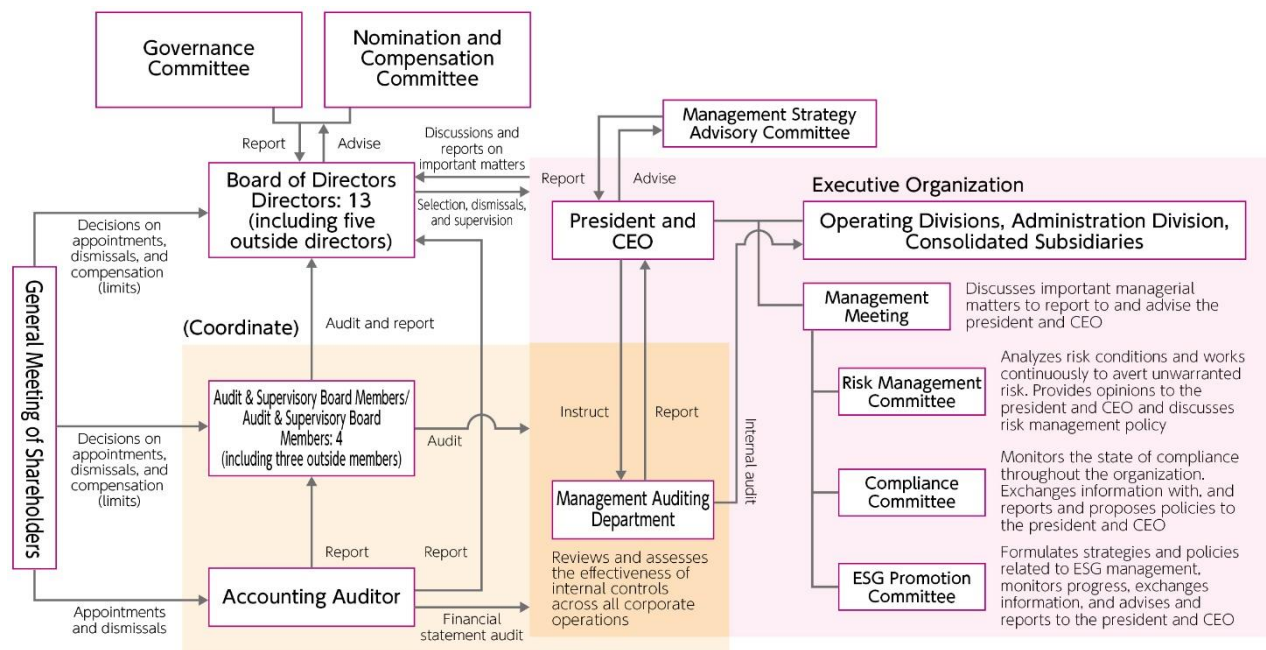 Governance
Committee
Nomination and
Compensation
Committee
Report
Advise
Discussions and
reports on
important matters
Selection, dismissals,
and supervision
Board of Directors
Directors: 13
(including five
outside directors)
Management Strategy
Advisory Committee
Report
Advise
President and
CEO
Executive Organization
Operating Divisions, Administration Division,
Consolidated Subsidiaries
General Meeting of Shareholders
Decisions on
appointments,
dismissals, and
compensation
(limits)
(Coordinate)
Audit and report
Management
Meeting
Discusses important managerial
matters to report to and advise the
president and CEO
Audit & Supervisory Board Members/
Audit & Supervisory Board
Members: 4
(including three outside members)
Audit
Instruct
Report
Internal audit
Risk Management
Committee
Analyzes risk conditions and works
continuously to avert unwarranted
risk. Provides opinions to the
president and CEO and discusses
risk management policy
Decisions on
appointments,
dismissals, and
compensation
(limits)
Management Auditing
Department
Reviews and assesses
the effectiveness of
internal controls
across all corporate
operations
Compliance
Committee
Monitors the state of compliance
throughout the organization.
Exchanges information with, and
reports and proposes policies to
the president and CEO
Report
Report
Accounting Auditor
Appointments
and dismissals
Financial
statement audit
ESG Promotion
Committee
Formulates strategies and policies
related to ESG management,
monitors progress, exchanges
information, and advises and
reports to the president and CEO